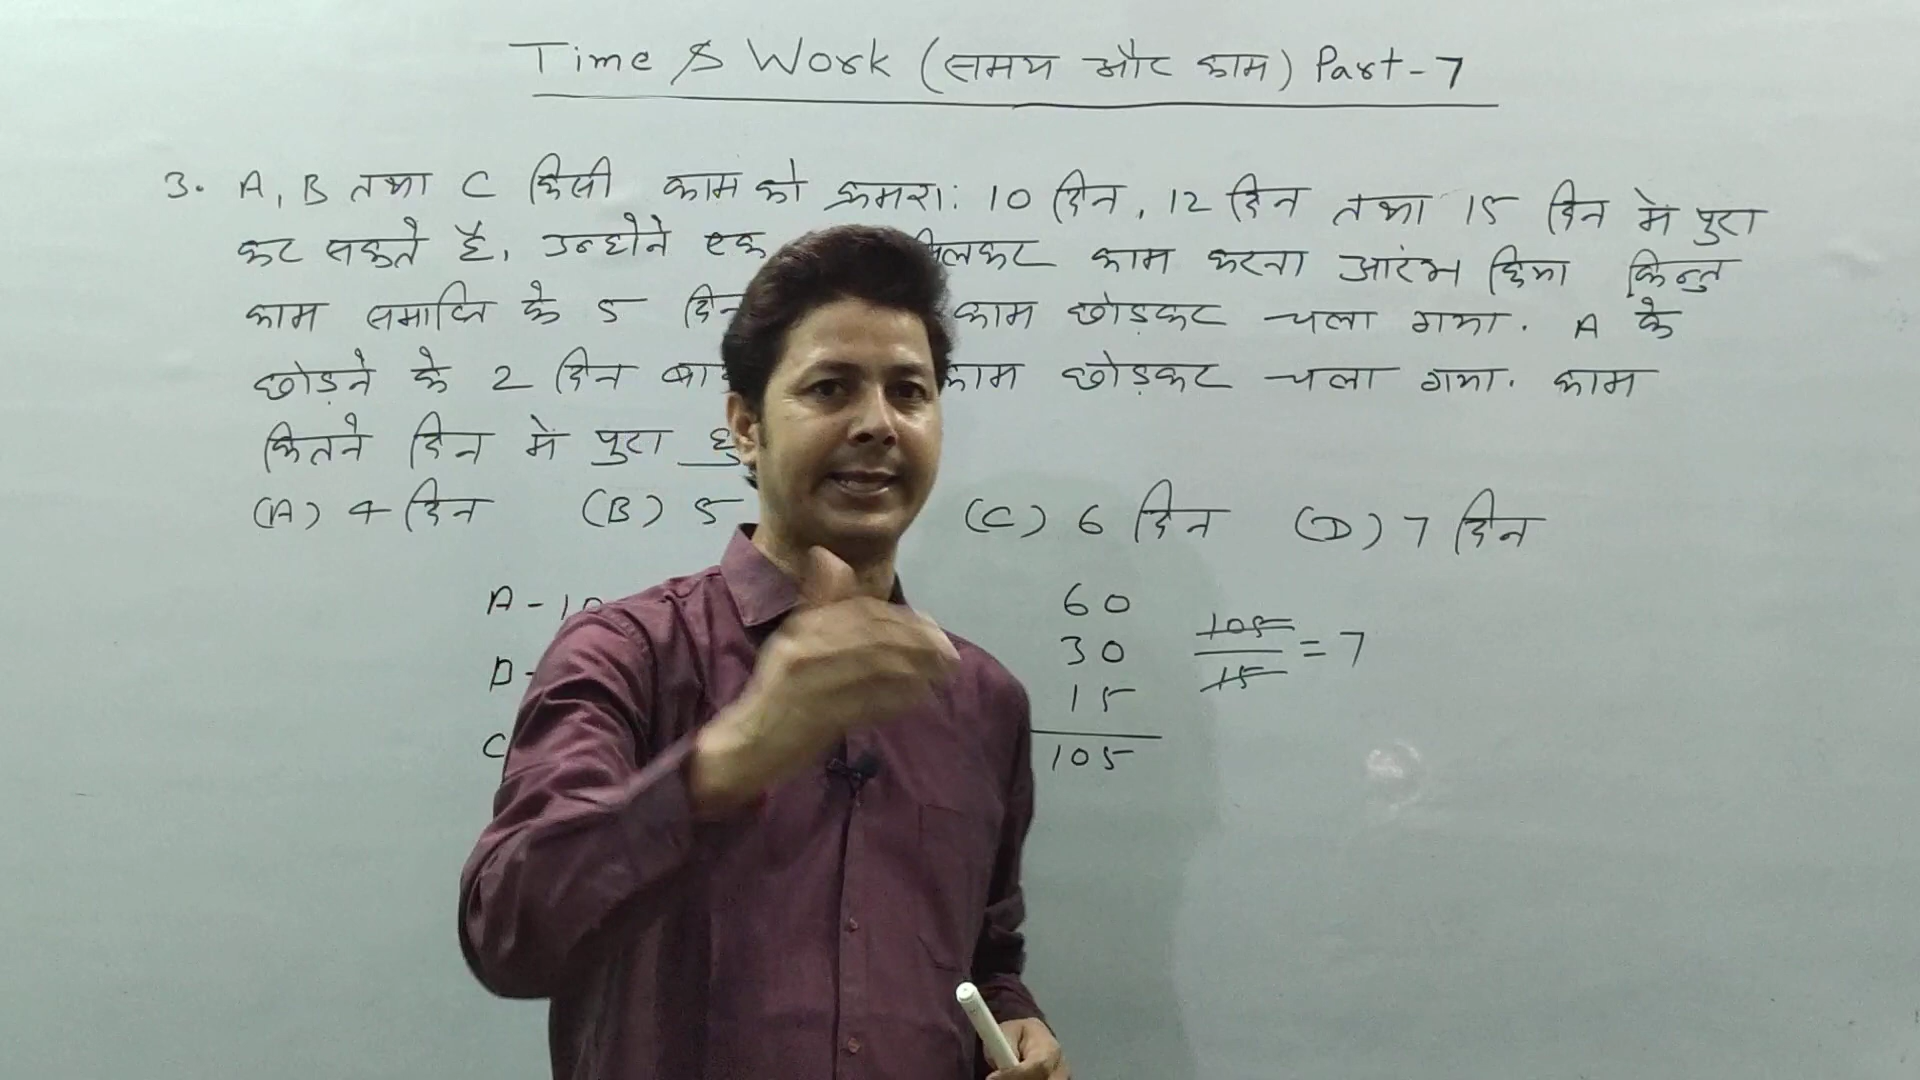 Time & Work (समय और काम) Part-7
3. A, B तथा C किसी काम को क्रमश: 10 दिन, 12 दिन तथा 15 दिन में पुरा
कर सकते है, उन्होने एक मिलकर काम करना आरंभ किया किन्तु
काम समाप्ति के 5 दिन काम छोड़कर चला गया. A के
छोड़ने के 2 दिन बाद काम छोड़कर चला गया. काम
कितने दिन में पुरा
(A) 4 दिन (B) 5 (C) 6 दिन (D) 7 दिन
A - 10 60
B - 30 105/15 = 7
15
C 105